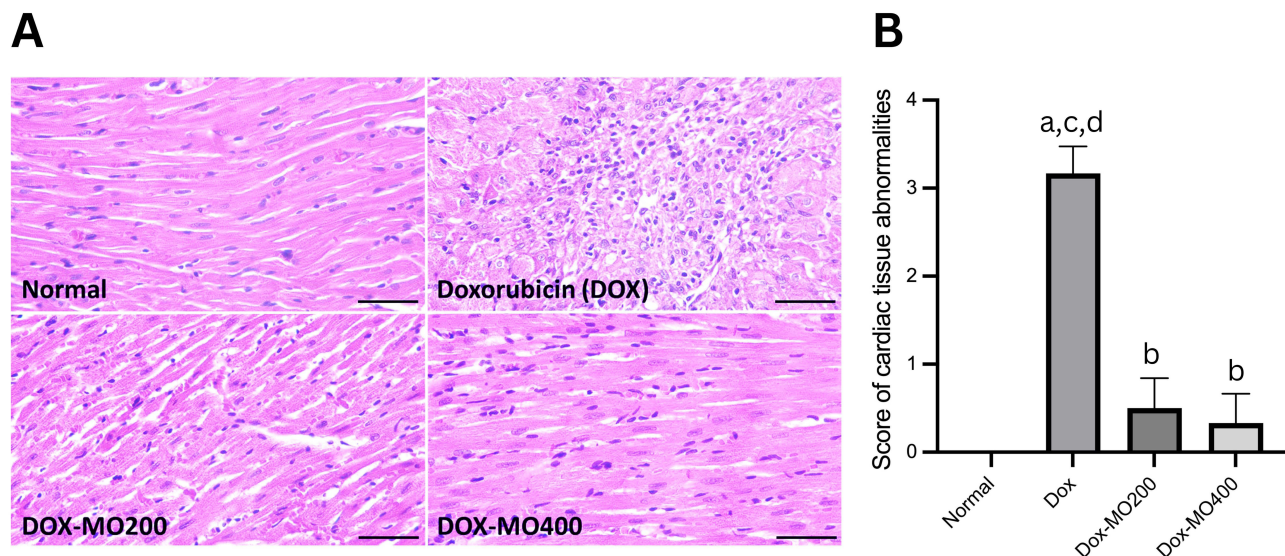 A
Normal
Doxorubicin (DOX)
DOX-MO200
DOX-MO400
B
Score of cardiac tissue abnormalities
4
3
2
1
0
a,c,d
b
b
Normal
Dox
Dox-MO200
Dox-MO400